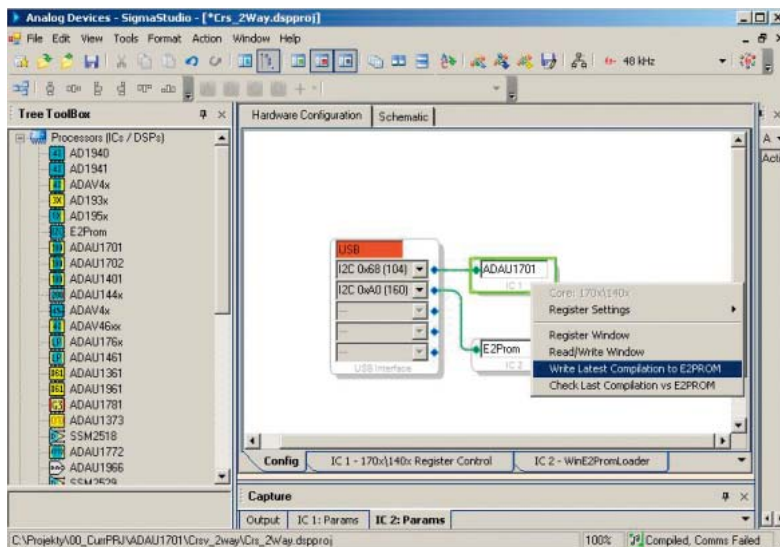 Analog Devices - SigmaStudio - [*Crs_2Way.dspproj]
File Edit View Tools Format Action Window Help
48 kHz
Tree ToolBox
Processors (ICs / DSPs)
AD1940
AD1941
ADAV4x
AD193x
AD195x
E2Prom
ADAU1701
ADAU1702
ADAU1401
ADAU144x
ADAV4x
ADAV46xx
ADAU176x
ADAU1461
ADAU1361
ADAU1961
ADAU1781
ADAU1373
SSM2518
ADAU1772
ADAU1966
SSM2529
Hardware Configuration Schematic
USB
I2C 0x68 (104)
I2C 0xA0 (160)
USB Interface
ADAU1701
IC 1
E2Prom
IC 2
Core: 170x\140x
Register Settings
Register Window
Read/Write Window
Write Latest Compilation to E2PROM
Check Last Compilation vs E2PROM
Config IC 1 - 170x\140x Register Control IC 2 - WinE2PromLoader
Capture
Output IC 1: Params IC 2: Params
A
Acti
C:\Projekty\00_CurrPRJ\ADAU1701\Crsv_2way\Crs_2Way.dspproj 100% Compiled, Comms Failed